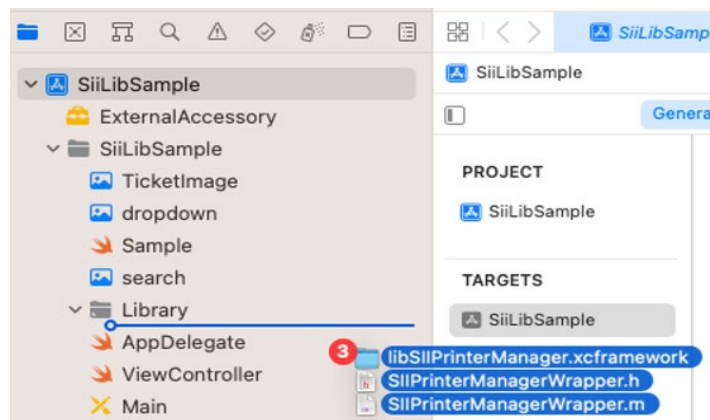 SiiLibSamp
SiiLibSample
SiiLibSample
ExternalAccessory
Genera
SiiLibSample
TicketImage
PROJECT
dropdown
SiiLibSample
Sample
search
TARGETS
Library
SiiLibSample
AppDelegate
3
libSIIPrinterManager.xcframework
ViewController
SIIPrinterManagerWrapper.h
Main
SIIPrinterManagerWrapper.m